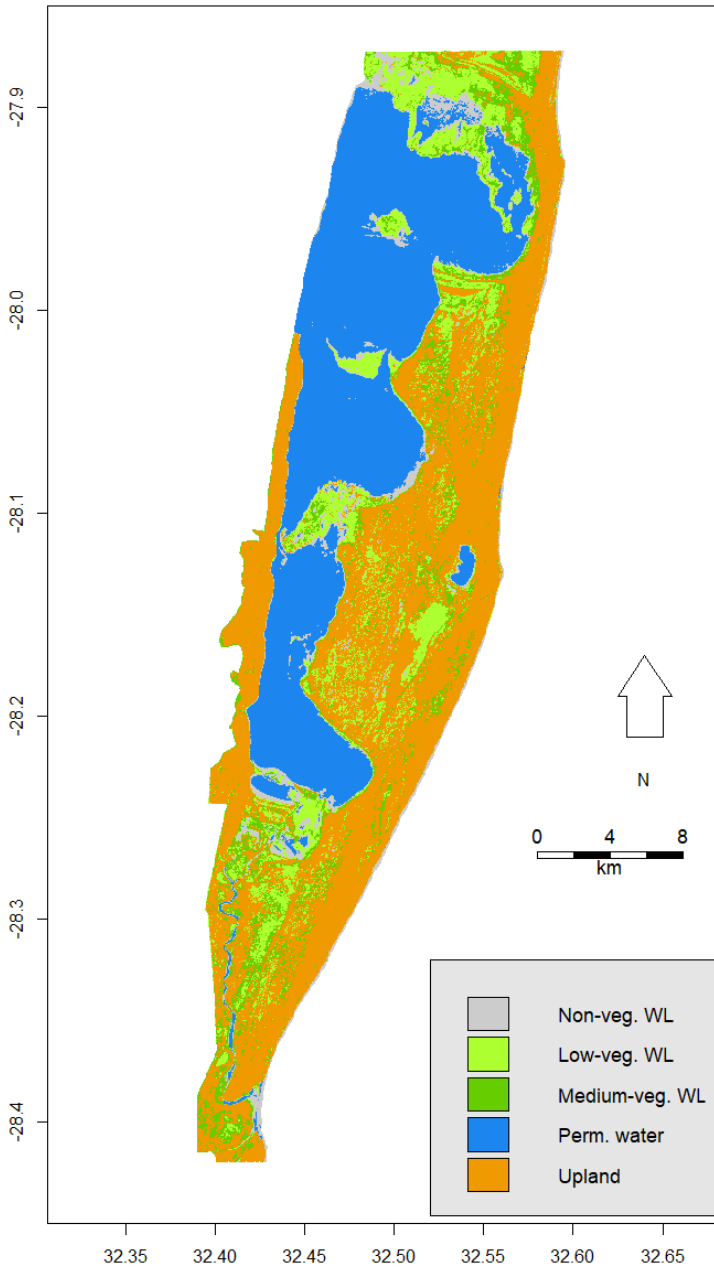 -27.9
-28.0
-28.1
-28.2
-28.3
-28.4
N
0 4 8
km
Non-veg. WL
Low-veg. WL
Medium-veg. WL
Perm. water
Upland
32.35 32.40 32.45 32.50 32.55 32.60 32.65